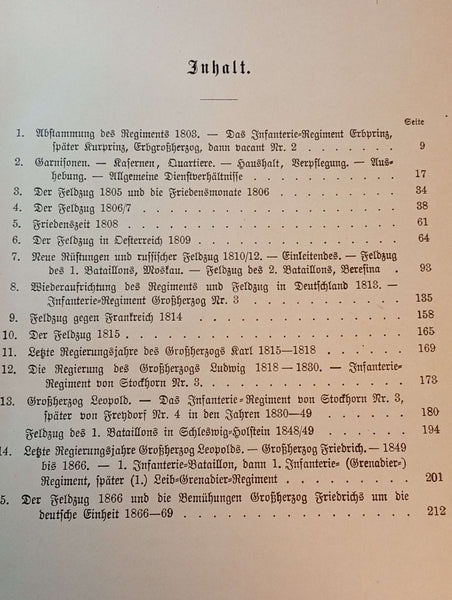 Inhalt.
Seite
1. Abstammung des Regiments 1803. — Das Infanterie-Regiment Erbprinz,
später Kurprinz, Erbgroßherzog, dann vacant Nr. 2 . . . . . . . . 9
2. Garnisonen. — Kasernen, Quartiere. — Haushalt, Verpflegung. — Aus-
hebung. — Allgemeine Dienstverhältnisse . . . . . . . . . . . 17
3. Der Feldzug 1805 und die Friedensmonate 1806 . . . . . . . . . 34
4. Der Feldzug 1806/7 . . . . . . . . . . . . . . . . . . 38
5. Friedenszeit 1808 . . . . . . . . . . . . . . . . . . 61
6. Der Feldzug in Oesterreich 1809 . . . . . . . . . . . . . 64
7. Neue Rüstungen und russischer Feldzug 1810/12. — Einleitendes. — Feldzug
des 1. Bataillons, Moskau. — Feldzug des 2. Bataillons, Beresina . 93
8. Wiederaufrichtung des Regiments und Feldzug in Deutschland 1813. —
Infanterie-Regiment Großherzog Nr. 3 . . . . . . . . . . . 135
9. Feldzug gegen Frankreich 1814 . . . . . . . . . . . . . . 158
10. Der Feldzug 1815 . . . . . . . . . . . . . . . . . . 165
11. Letzte Regierungsjahre des Großherzogs Karl 1815—1818 . . . . . . 169
12. Die Regierung des Großherzogs Ludwig 1818—1830. — Infanterie-
Regiment von Stockhorn Nr. 3 . . . . . . . . . . . . . . 173
13. Großherzog Leopold. — Das Infanterie-Regiment von Stockhorn Nr. 3,
später von Freydorf Nr. 4 in den Jahren 1830—49 . . . . . . . 180
Feldzug des 1. Bataillons in Schleswig-Holstein 1848/49 . . . . . . 194
14. Letzte Regierungsjahre Großherzog Leopolds. — Großherzog Friedrich. — 1849
bis 1866. — 1. Infanterie-Bataillon, dann 1. Infanterie- (Grenadier-)
Regiment, später (1.) Leib-Grenadier-Regiment . . . . . . . . . 201
5. Der Feldzug 1866 und die Bemühungen Großherzog Friedrichs um die
deutsche Einheit 1866—69 . . . . . . . . . . . . . . . 212